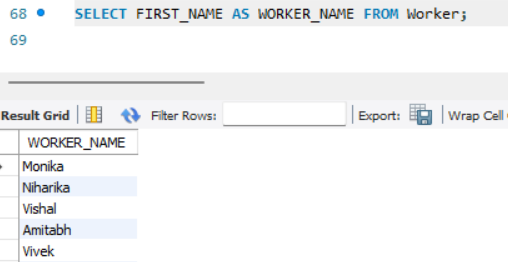 68 SELECT FIRST_NAME AS WORKER_NAME FROM Worker;
69
Result Grid Filter Rows: Export: Wrap Cell
WORKER_NAME
Monika
Niharika
Vishal
Amitabh
Vivek